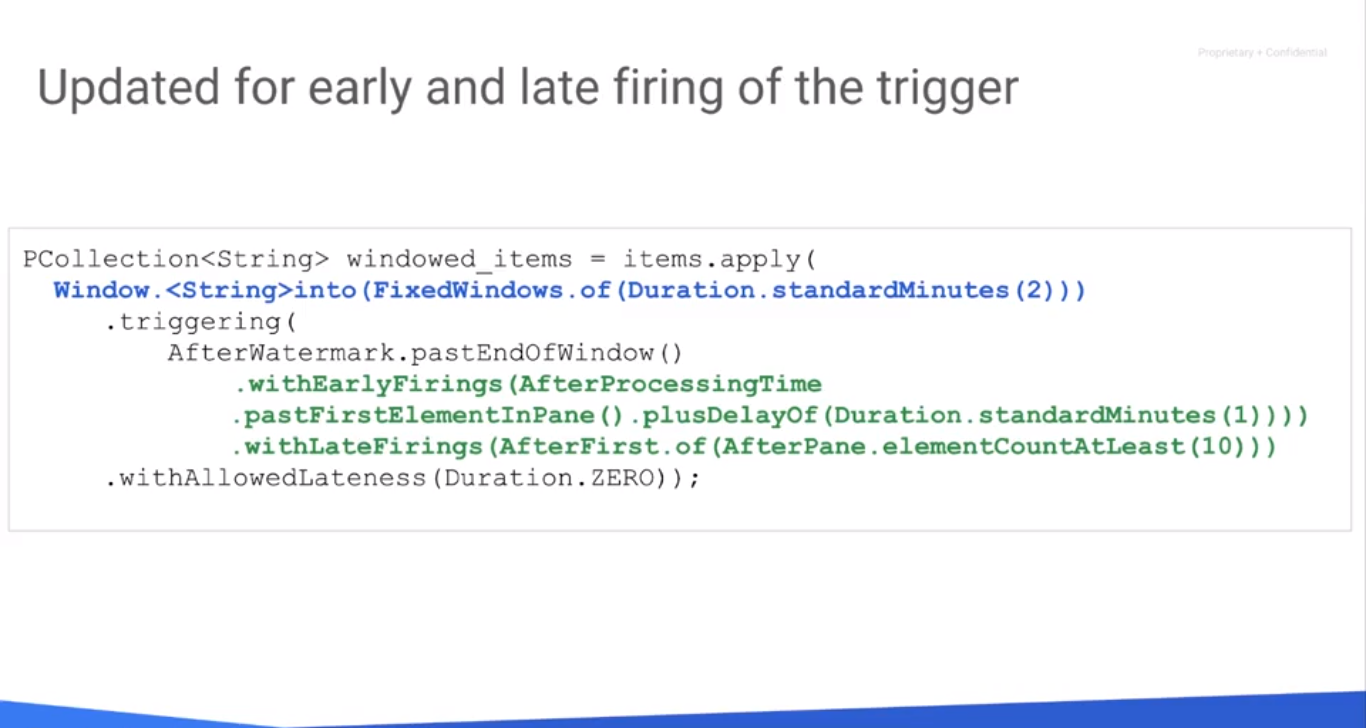 Proprietary + Confidential
Updated for early and late firing of the trigger
PCollection<String> windowed_items = items.apply(
Window.<String>into(FixedWindows.of(Duration.standardMinutes(2)))
.triggering(
AfterWatermark.pastEndOfWindow()
.withEarlyFirings(AfterProcessingTime
.pastFirstElementInPane().plusDelayOf(Duration.standardMinutes(1))))
.withLateFirings(AfterFirst.of(AfterPane.elementCountAtLeast(10)))
.withAllowedLateness(Duration.ZERO));